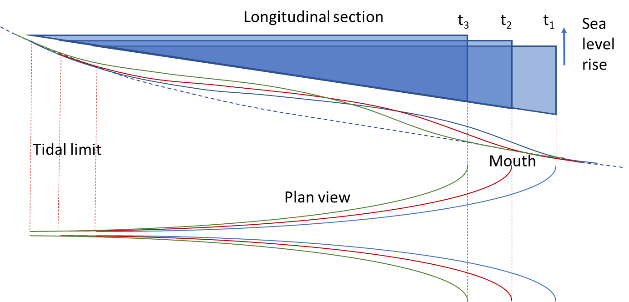 Longitudinal section
t3
t2
t1
Sea
level
rise
Tidal limit
Mouth
Plan view